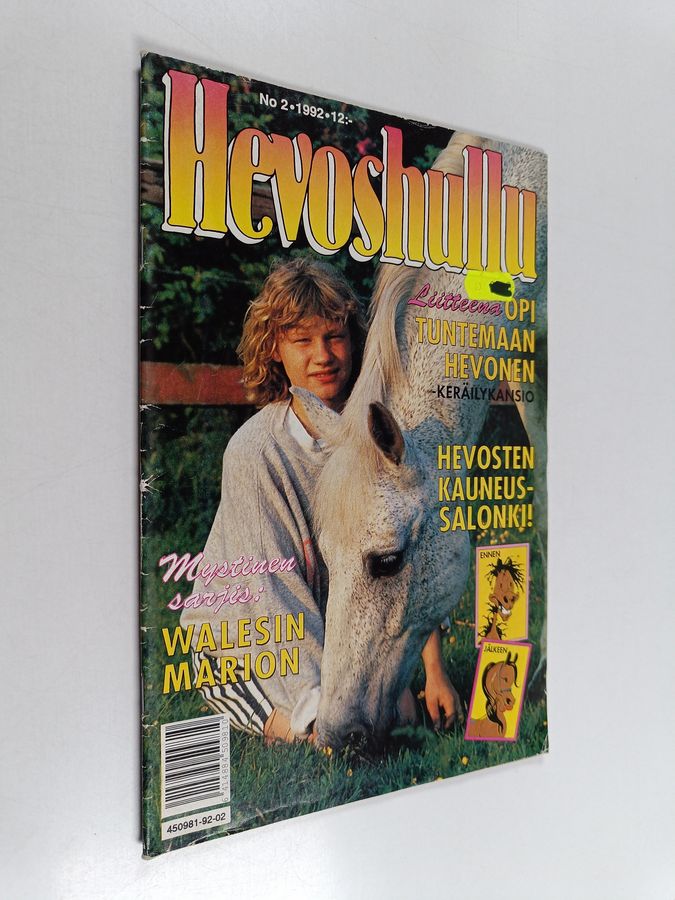 No 2•1992•12:-
Hevoshullu
Liitteenä OPI
TUNTEMAAN
HEVONEN
-KERÄILYKANSIO
HEVOSTEN
KAUNEUS-
SALONKI!
ENNEN
JÄLKEEN
Mystinen
sarjis:
WALESIN
MARION
450981-92-02